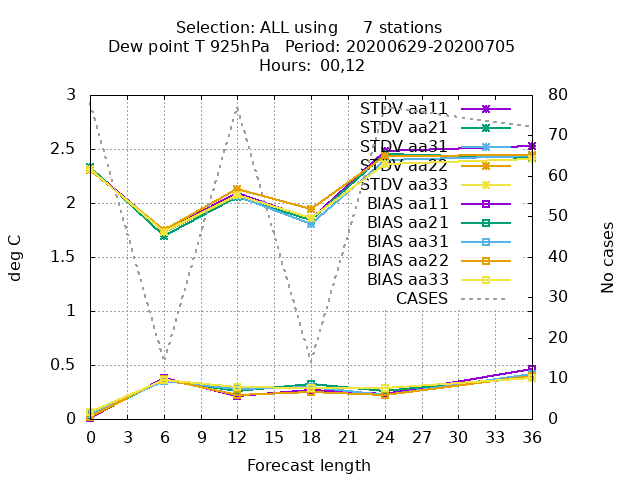 Selection: ALL using 7 stations
Dew point T 925hPa Period: 20200629-20200705
Hours: 00,12
deg C
3
2.5
2
1.5
1
0.5
0
STDV aa11
STDV aa21
STDV aa31
STDV aa22
STDV aa33
BIAS aa11
BIAS aa21
BIAS aa31
BIAS aa22
BIAS aa33
CASES
80
70
60
50
40
30
20
10
0
No cases
0 3 6 9 12 15 18 21 24 27 30 33 36
Forecast length